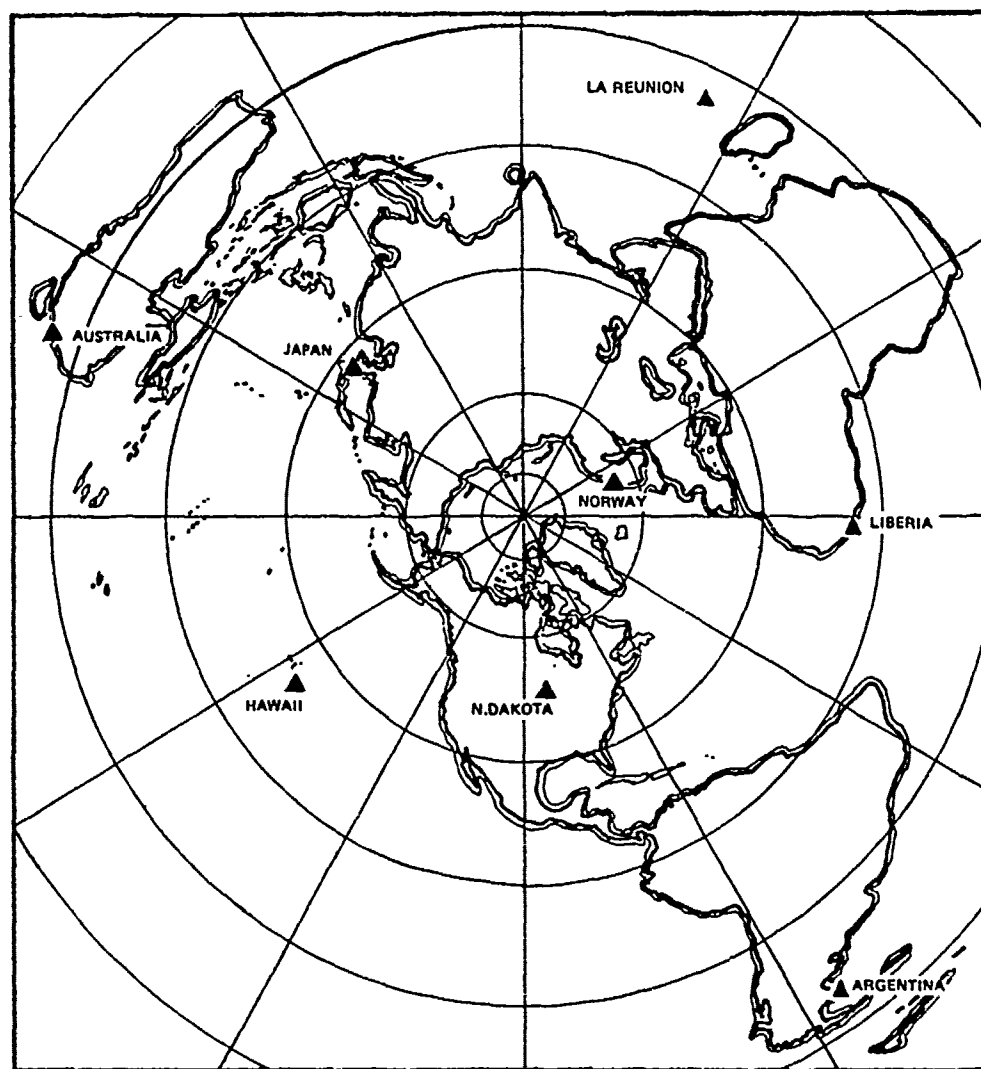 LA REUNION
AUSTRALIA
JAPAN
NORWAY
LIBERIA
HAWAII
N.DAKOTA
ARGENTINA